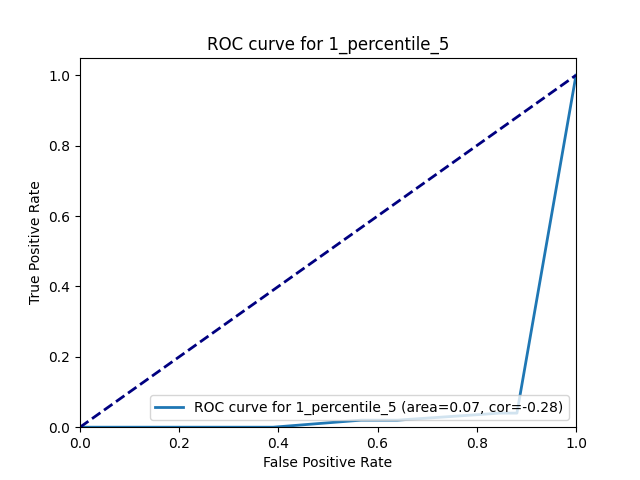 ROC curve for 1_percentile_5
1.0
0.8
0.6
0.4
0.2
0.0
True Positive Rate
ROC curve for 1_percentile_5 (area=0.07, cor=-0.28)
0.0 0.2 0.4 0.6 0.8 1.0
False Positive Rate